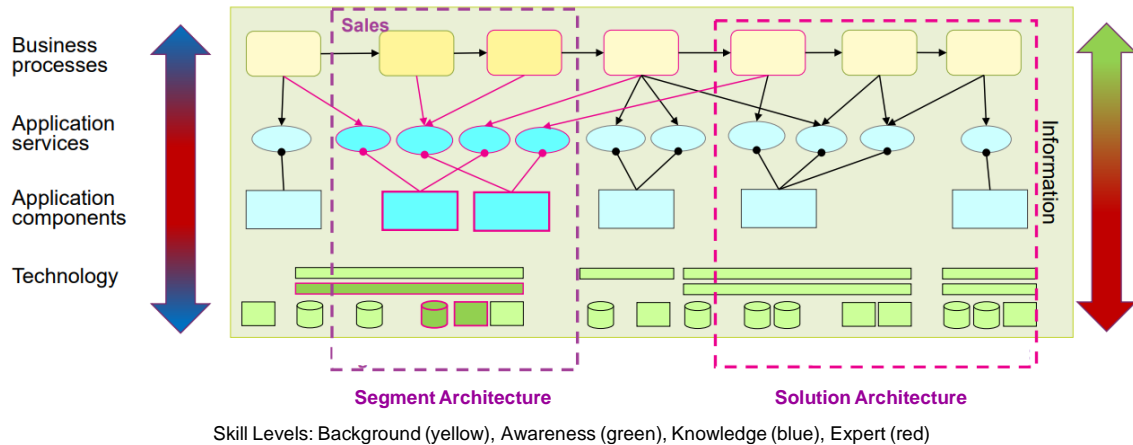 Sales
Business
processes
Application
services
Application
components
Technology
Information
Segment Architecture
Solution Architecture
Skill Levels: Background (yellow), Awareness (green), Knowledge (blue), Expert (red)